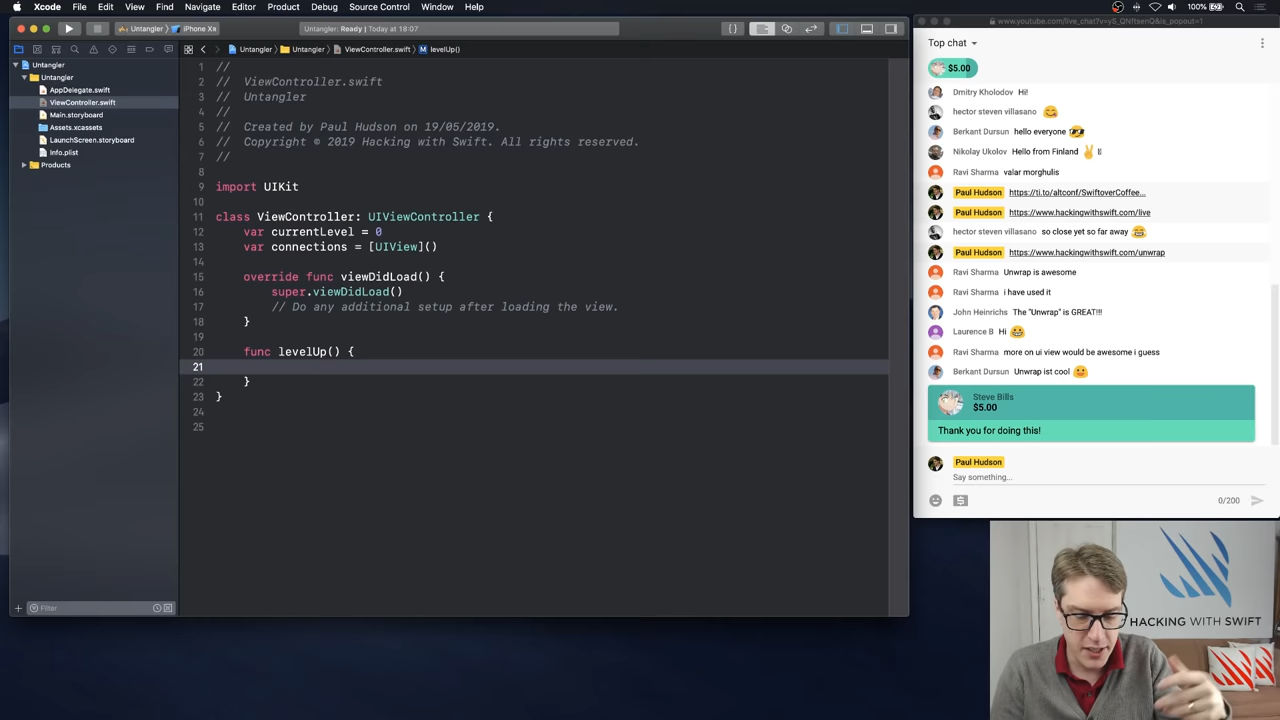 Xcode File Edit View Find Navigate Editor Product Debug Source Control Window Help
100%
Untangler iPhone Xs
Untangler: Ready | Today at 18:07
www.youtube.com/live_chat?v=yS_QNftsenQ&is_popout=1
Untangler Untangler ViewController.swift M levelUp()
Untangler
Untangler
AppDelegate.swift
ViewController.swift
Main.storyboard
Assets.xcassets
LaunchScreen.storyboard
Info.plist
Products
Filter
1 //
2 // ViewController.swift
3 // Untangler
4 //
5 // Created by Paul Hudson on 19/05/2019.
6 // Copyright © 2019 Hacking with Swift. All rights reserved.
7 //
8
9 import UIKit
10
11 class ViewController: UIViewController {
12 var currentLevel = 0
13 var connections = [UIView]()
14
15 override func viewDidLoad() {
16 super.viewDidLoad()
17 // Do any additional setup after loading the view.
18 }
19
20 func levelUp() {
21
22 }
23 }
24
25
Top chat
$5.00
Dmitry Kholodov Hi!
hector steven villasano 😊
Berkant Dursun hello everyone 😎
Nikolay Ukolov Hello from Finland ✌
Ravi Sharma valar morghulis
Paul Hudson https://ti.to/altconf/SwiftoverCoffee...
Paul Hudson https://www.hackingwithswift.com/live
hector steven villasano so close yet so far away 😂
Paul Hudson https://www.hackingwithswift.com/unwrap
Ravi Sharma Unwrap is awesome
Ravi Sharma i have used it
John Heinrichs The "Unwrap" is GREAT!!!
Laurence B Hi 😀
Ravi Sharma more on ui view would be awesome i guess
Berkant Dursun Unwrap ist cool 😀
Steve Bills
$5.00
Thank you for doing this!
Paul Hudson
Say something...
0/200
HACKING WITH SWIFT